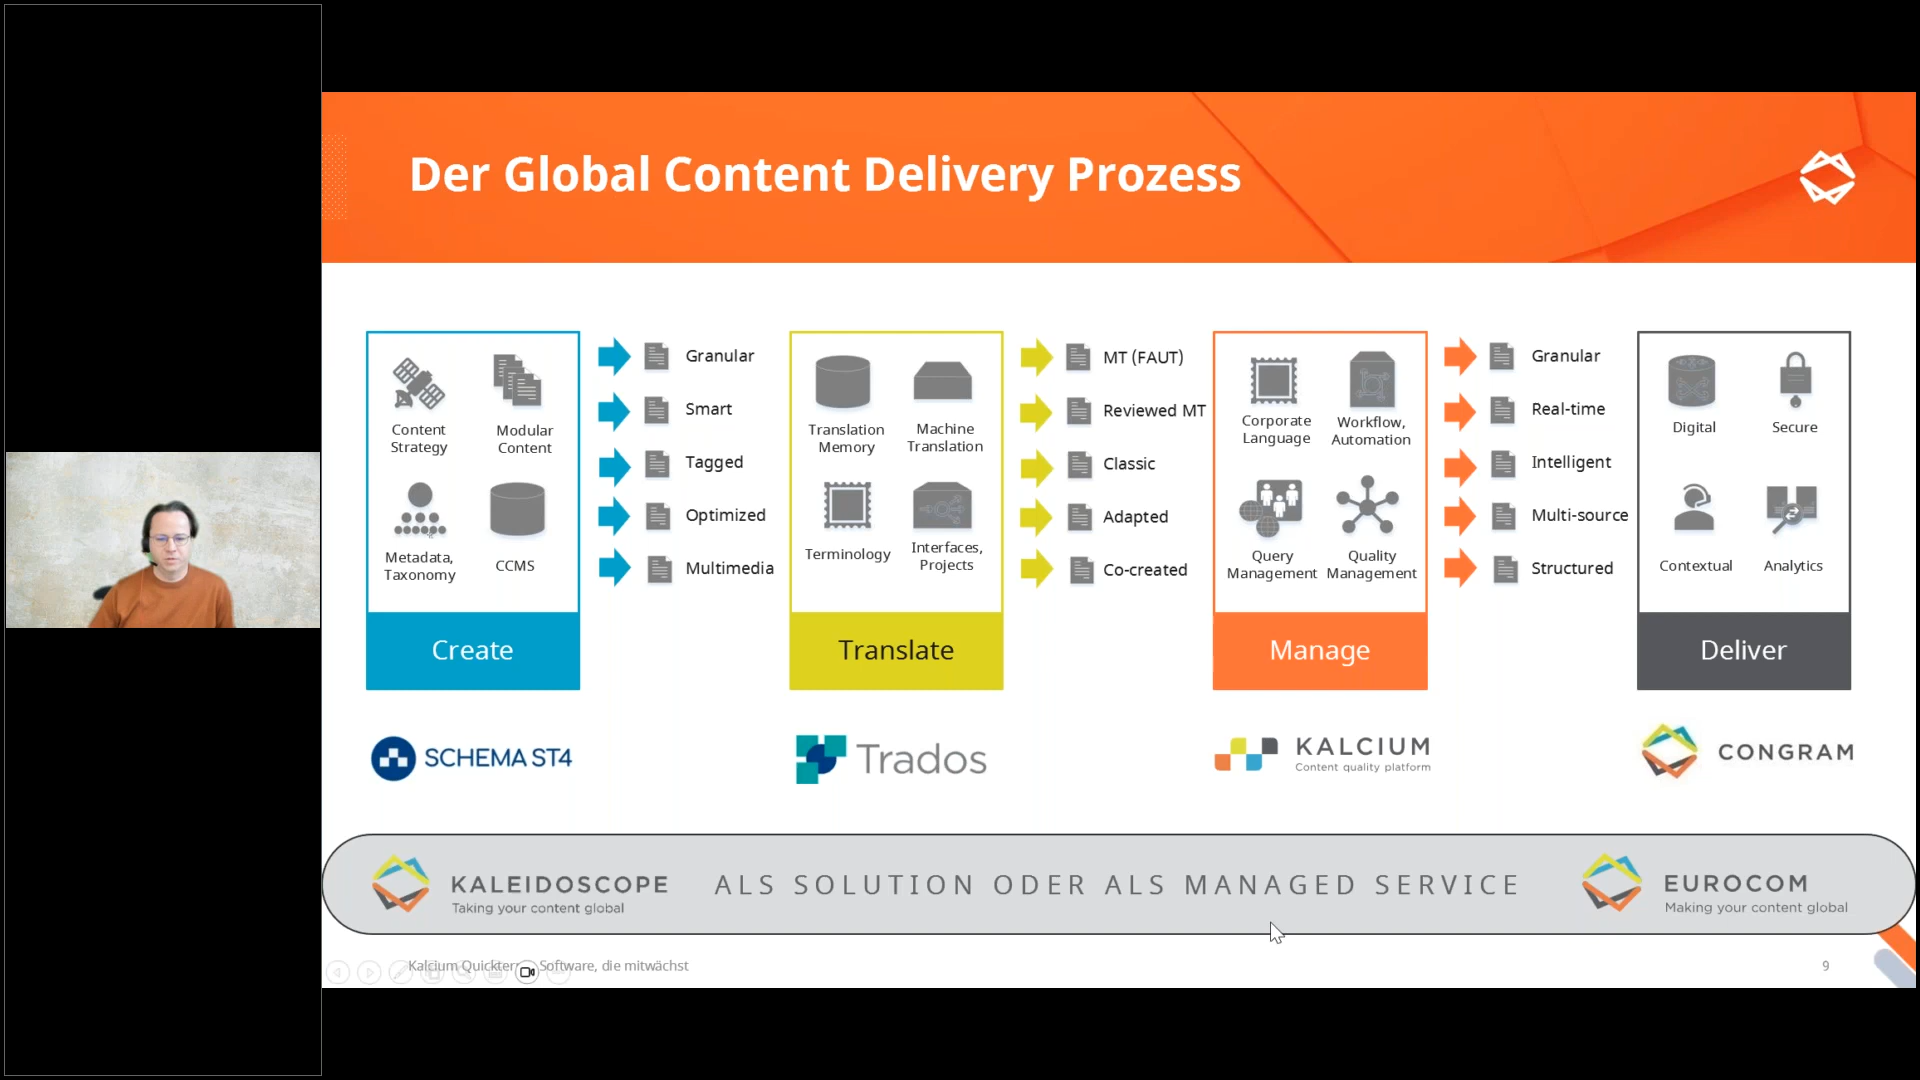 Der Global Content Delivery Prozess
Content
Strategy
Modular
Content
Metadata,
Taxonomy
CCMS
Create
Granular
Smart
Tagged
Optimized
Multimedia
Translation
Memory
Machine
Translation
Terminology
Interfaces,
Projects
Translate
MT (FAUT)
Reviewed MT
Classic
Adapted
Co-created
Corporate
Language
Workflow,
Automation
Query
Management
Quality
Management
Manage
Granular
Real-time
Intelligent
Multi-source
Structured
Digital
Secure
Contextual
Analytics
Deliver
SCHEMA ST4
Trados
KALCIUM
Content quality platform
CONGRAM
KALEIDOSCOPE
Taking your content global
ALS SOLUTION ODER ALS MANAGED SERVICE
EUROCOM
Making your content global
Kalcium Software, die mitwächst
9